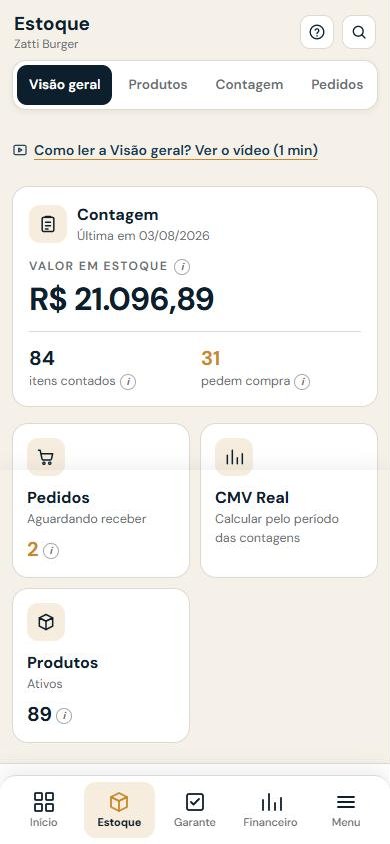 Estoque
Zatti Burger
Visão geral Produtos Contagem Pedidos
Como ler a Visão geral? Ver o vídeo (1 min)
Contagem
Última em 03/08/2026
VALOR EM ESTOQUE i
R$ 21.096,89
84 31
itens contados i pedem compra i
Pedidos
Aguardando receber
2 i
CMV Real
Calcular pelo período
das contagens
Produtos
Ativos
89 i
Início Estoque Garante Financeiro Menu